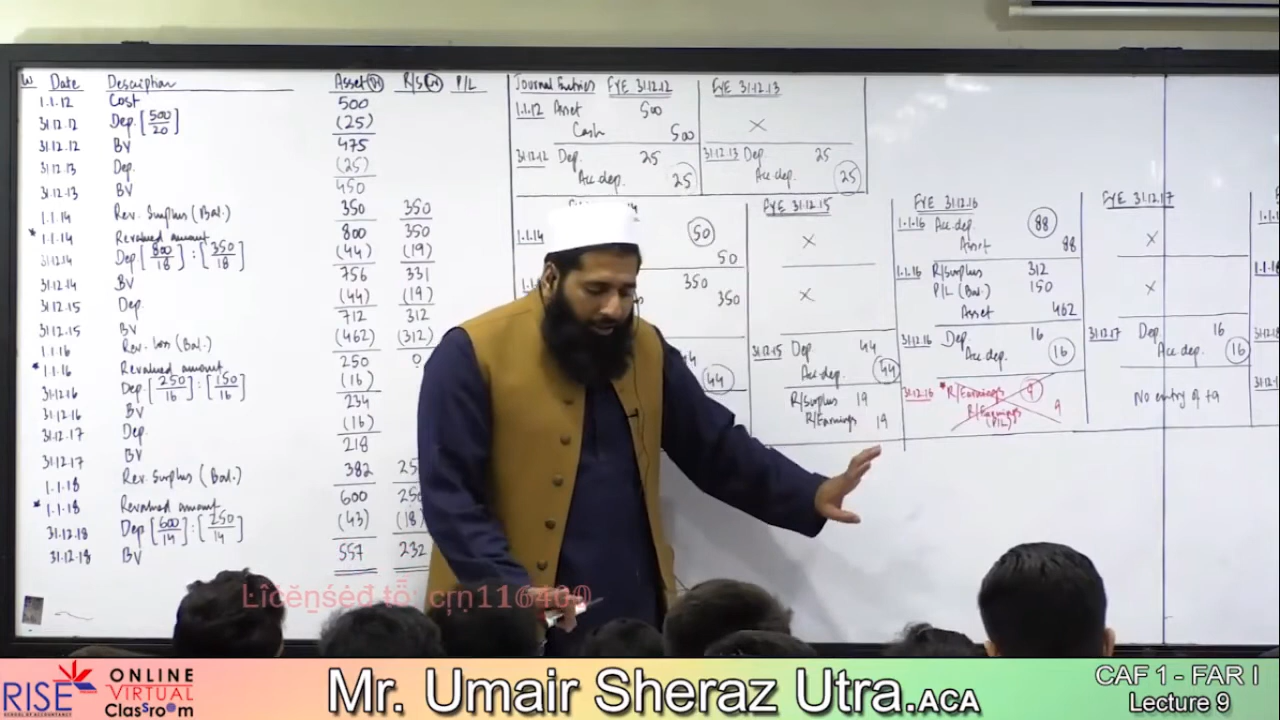 W Date Description Asset(W) R/S(W) P/L
1.1.12 Cost 500
31.12.12 Dep. [500/20] (25)
31.12.12 BV 475
31.12.13 Dep. (25)
31.12.13 BV 450
1.1.14 Rev. Surplus (Bal.) 350 350
* 1.1.14 Revalued amount 800 350
31.12.14 Dep [800/18] : [350/18] (44) (19)
31.12.14 BV 756 331
31.12.15 Dep. (44) (19)
31.12.15 BV 712 312
1.1.16 Rev. loss (Bal.) (462) (312)
* 1.1.16 Revalued amount 250 0
31.12.16 Dep [250/16] : [150/16] (16)
31.12.16 BV 234
31.12.17 Dep. (16)
31.12.17 BV 218
1.1.18 Rev. Surplus (Bal.) 382
* 1.1.18 Revalued amount 600
31.12.18 Dep [600/14] : [250/14] (43) (18)
31.12.18 BV 557 232
Journal Entries FYE 31.12.12
1.1.12 Asset 500
Cash 500
31.12.12 Dep. 25
Acc.dep. 25
FYE 31.12.13
X
31.12.13 Dep. 25
Acc.dep. 25
1.1.14 50
50
350
350
44
44
FYE 31.12.15
X
X
31.12.15 Dep. 44
Acc.dep. 44
R/Surplus 19
R/Earnings 19
FYE 31.12.16
1.1.16 Acc.dep. 88
Asset 88
1.1.16 R/Surplus 312
P/L (Bal.) 150
Asset 462
31.12.16 Dep. 16
Acc.dep. 16
31.12.16 * R/Earnings 9
R/Earnings 9
(P/L)
FYE 31.12.17
X
X
31.12.17 Dep. 16
Acc.dep. 16
No entry of +9
RISE
SCHOOL OF ACCOUNTANCY
ONLINE
VIRTUAL
ClassRoom
Mr. Umair Sheraz Utra.ACA
CAF 1 - FAR I
Lecture 9